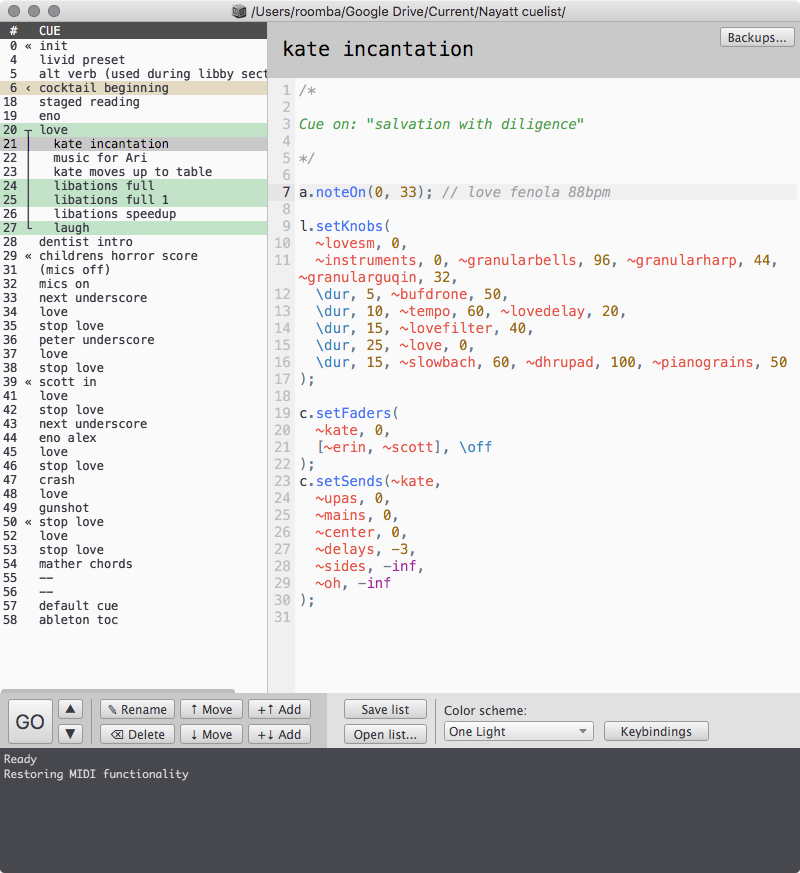 /Users/roomba/Google Drive/Current/Nayatt cuelist/
# CUE
0 « init
4 livid preset
5 alt verb (used during libby sect
6 ‹ cocktail beginning
18 staged reading
19 eno
20 love
21 kate incantation
22 music for Ari
23 kate moves up to table
24 libations full
25 libations full 1
26 libations speedup
27 laugh
28 dentist intro
29 « childrens horror score
31 (mics off)
32 mics on
33 next underscore
34 love
35 stop love
36 peter underscore
37 love
38 stop love
39 « scott in
41 love
42 stop love
43 next underscore
44 eno alex
45 love
46 stop love
47 crash
48 love
49 gunshot
50 « stop love
52 love
53 stop love
54 mather chords
55 --
56 --
57 default cue
58 ableton toc
kate incantation
Backups...
1 /*
2
3 Cue on: "salvation with diligence"
4
5 */
6
7 a.noteOn(0, 33); // love fenola 88bpm
8
9 l.setKnobs(
10 ~lovesm, 0,
11 ~instruments, 0, ~granularbells, 96, ~granularharp, 44,
~granularguqin, 32,
12 \dur, 5, ~bufdrone, 50,
13 \dur, 10, ~tempo, 60, ~lovedelay, 20,
14 \dur, 15, ~lovefilter, 40,
15 \dur, 25, ~love, 0,
16 \dur, 15, ~slowbach, 60, ~dhrupad, 100, ~pianograins, 50
17 );
18
19 c.setFaders(
20 ~kate, 0,
21 [~erin, ~scott], \off
22 );
23 c.setSends(~kate,
24 ~upas, 0,
25 ~mains, 0,
26 ~center, 0,
27 ~delays, -3,
28 ~sides, -inf,
29 ~oh, -inf
30 );
31
GO ▲ ✎ Rename ↑ Move +↑ Add Save list Color scheme:
▼ ⌫ Delete ↓ Move +↓ Add Open list... One Light Keybindings
Ready
Restoring MIDI functionality